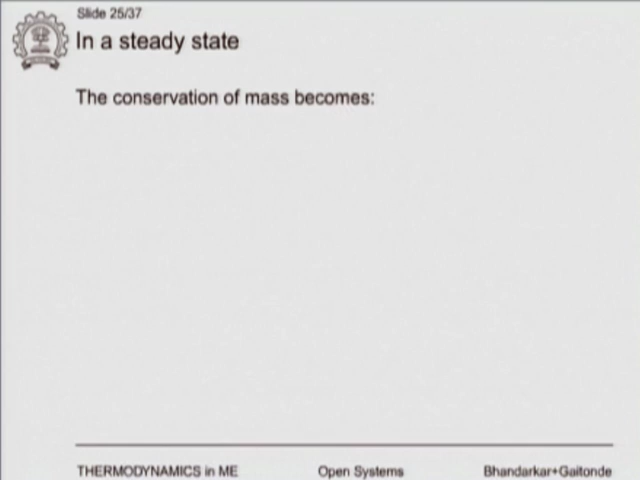 Slide 25/37
In a steady state
The conservation of mass becomes:
THERMODYNAMICS in ME Open Systems Bhandarkar+Gaitonde